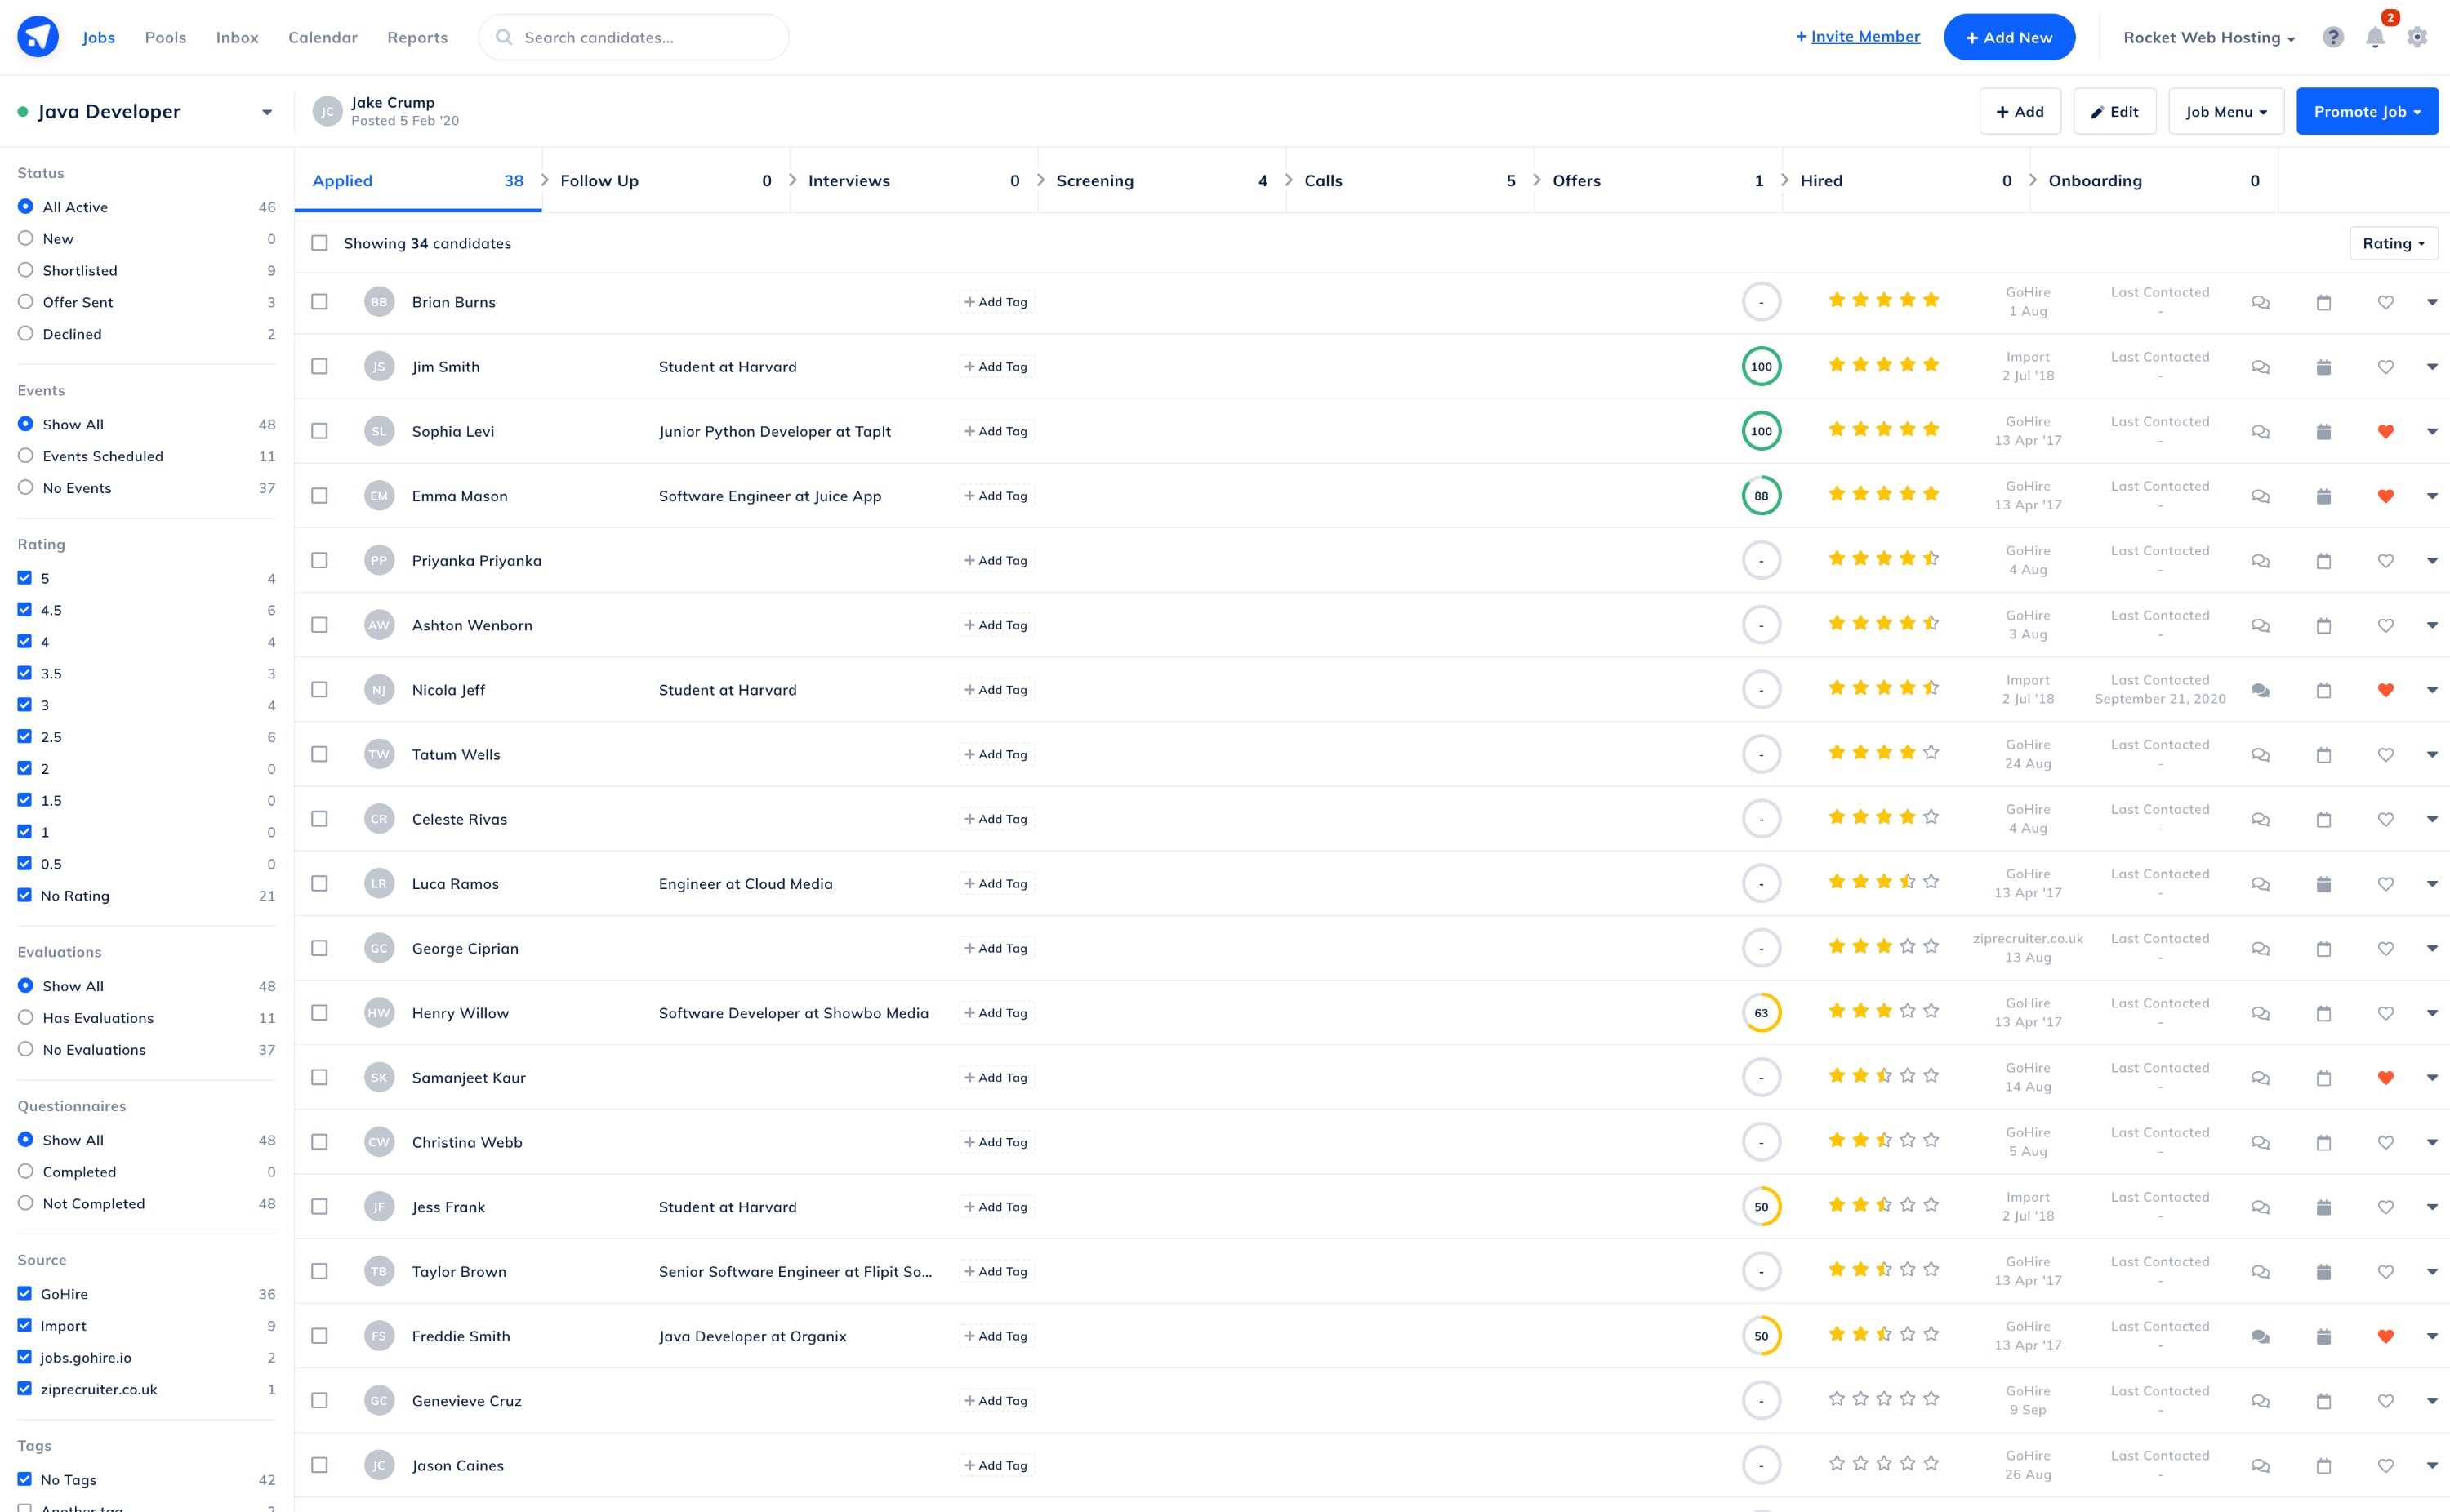 Jobs Pools Inbox Calendar Reports Search candidates... + Invite Member + Add New Rocket Web Hosting ? 2
Java Developer
JC Jake Crump
Posted 5 Feb '20
+ Add Edit Job Menu Promote Job
Status
All Active 46
New 0
Shortlisted 9
Offer Sent 3
Declined 2
Events
Show All 48
Events Scheduled 11
No Events 37
Rating
5 4
4.5 6
4 4
3.5 3
3 4
2.5 6
2 0
1.5 0
1 0
0.5 0
No Rating 21
Evaluations
Show All 48
Has Evaluations 11
No Evaluations 37
Questionnaires
Show All 48
Completed 0
Not Completed 48
Source
GoHire 36
Import 9
jobs.gohire.io 2
ziprecruiter.co.uk 1
Tags
No Tags 42
Another tag 2
Applied 38 Follow Up 0 Interviews 0 Screening 4 Calls 5 Offers 1 Hired 0 Onboarding 0
Showing 34 candidates Rating
BB Brian Burns + Add Tag - GoHire Last Contacted
1 Aug -
JS Jim Smith Student at Harvard + Add Tag 100 Import Last Contacted
2 Jul '18 -
SL Sophia Levi Junior Python Developer at TapIt + Add Tag 100 GoHire Last Contacted
13 Apr '17 -
EM Emma Mason Software Engineer at Juice App + Add Tag 88 GoHire Last Contacted
13 Apr '17 -
PP Priyanka Priyanka + Add Tag - GoHire Last Contacted
4 Aug -
AW Ashton Wenborn + Add Tag - GoHire Last Contacted
3 Aug -
NJ Nicola Jeff Student at Harvard + Add Tag - Import Last Contacted
2 Jul '18 September 21, 2020
TW Tatum Wells + Add Tag - GoHire Last Contacted
24 Aug -
CR Celeste Rivas + Add Tag - GoHire Last Contacted
4 Aug -
LR Luca Ramos Engineer at Cloud Media + Add Tag - GoHire Last Contacted
13 Apr '17 -
GC George Ciprian + Add Tag - ziprecruiter.co.uk Last Contacted
13 Aug -
HW Henry Willow Software Developer at Showbo Media + Add Tag 63 GoHire Last Contacted
13 Apr '17 -
SK Samanjeet Kaur + Add Tag - GoHire Last Contacted
14 Aug -
CW Christina Webb + Add Tag - GoHire Last Contacted
5 Aug -
JF Jess Frank Student at Harvard + Add Tag 50 Import Last Contacted
2 Jul '18 -
TB Taylor Brown Senior Software Engineer at Flipit So... + Add Tag - GoHire Last Contacted
13 Apr '17 -
FS Freddie Smith Java Developer at Organix + Add Tag 50 GoHire Last Contacted
13 Apr '17 -
GC Genevieve Cruz + Add Tag - GoHire Last Contacted
9 Sep -
JC Jason Caines + Add Tag - GoHire Last Contacted
26 Aug -